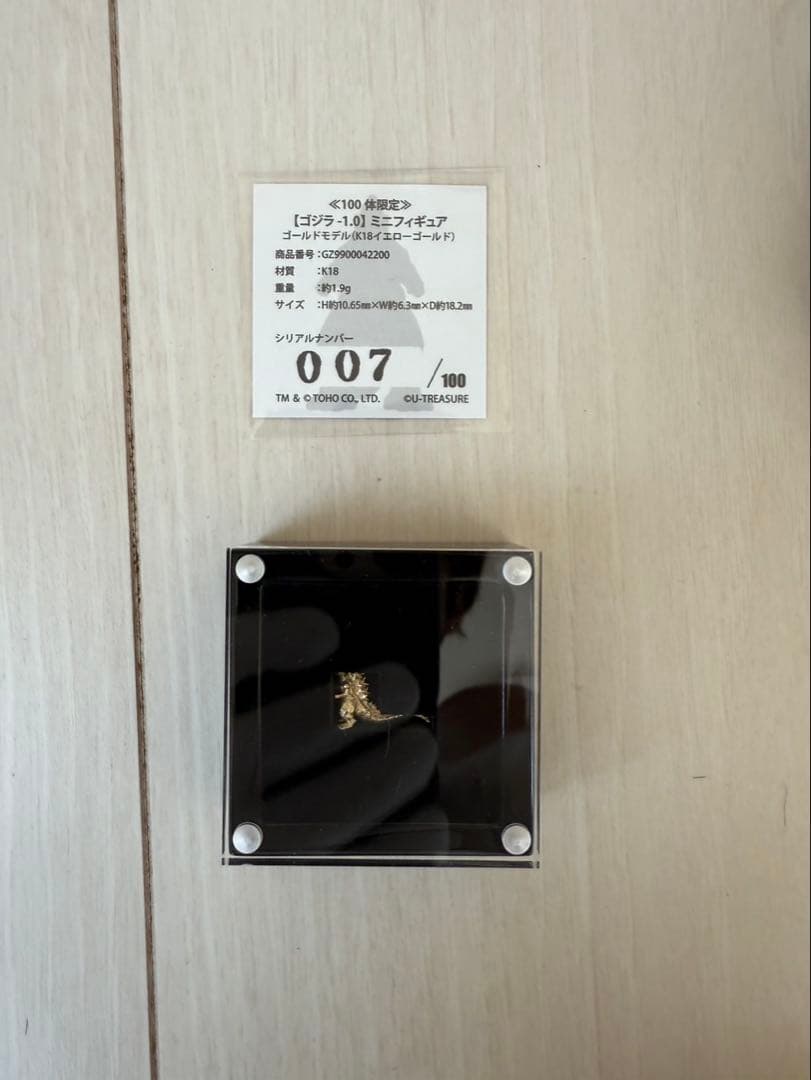 ≪100 体限定≫
【ゴジラ -1.0】 ミニフィギュア
ゴールドモデル(K18イエローゴールド)
商品番号 :GZ9900042200
材質 :K18
重量 :約1.9g
サイズ :H約10.65㎜×W約6.3㎜×D約18.2㎜
シリアルナンバー
007 /100
TM & © TOHO CO., LTD. ©U-TREASURE